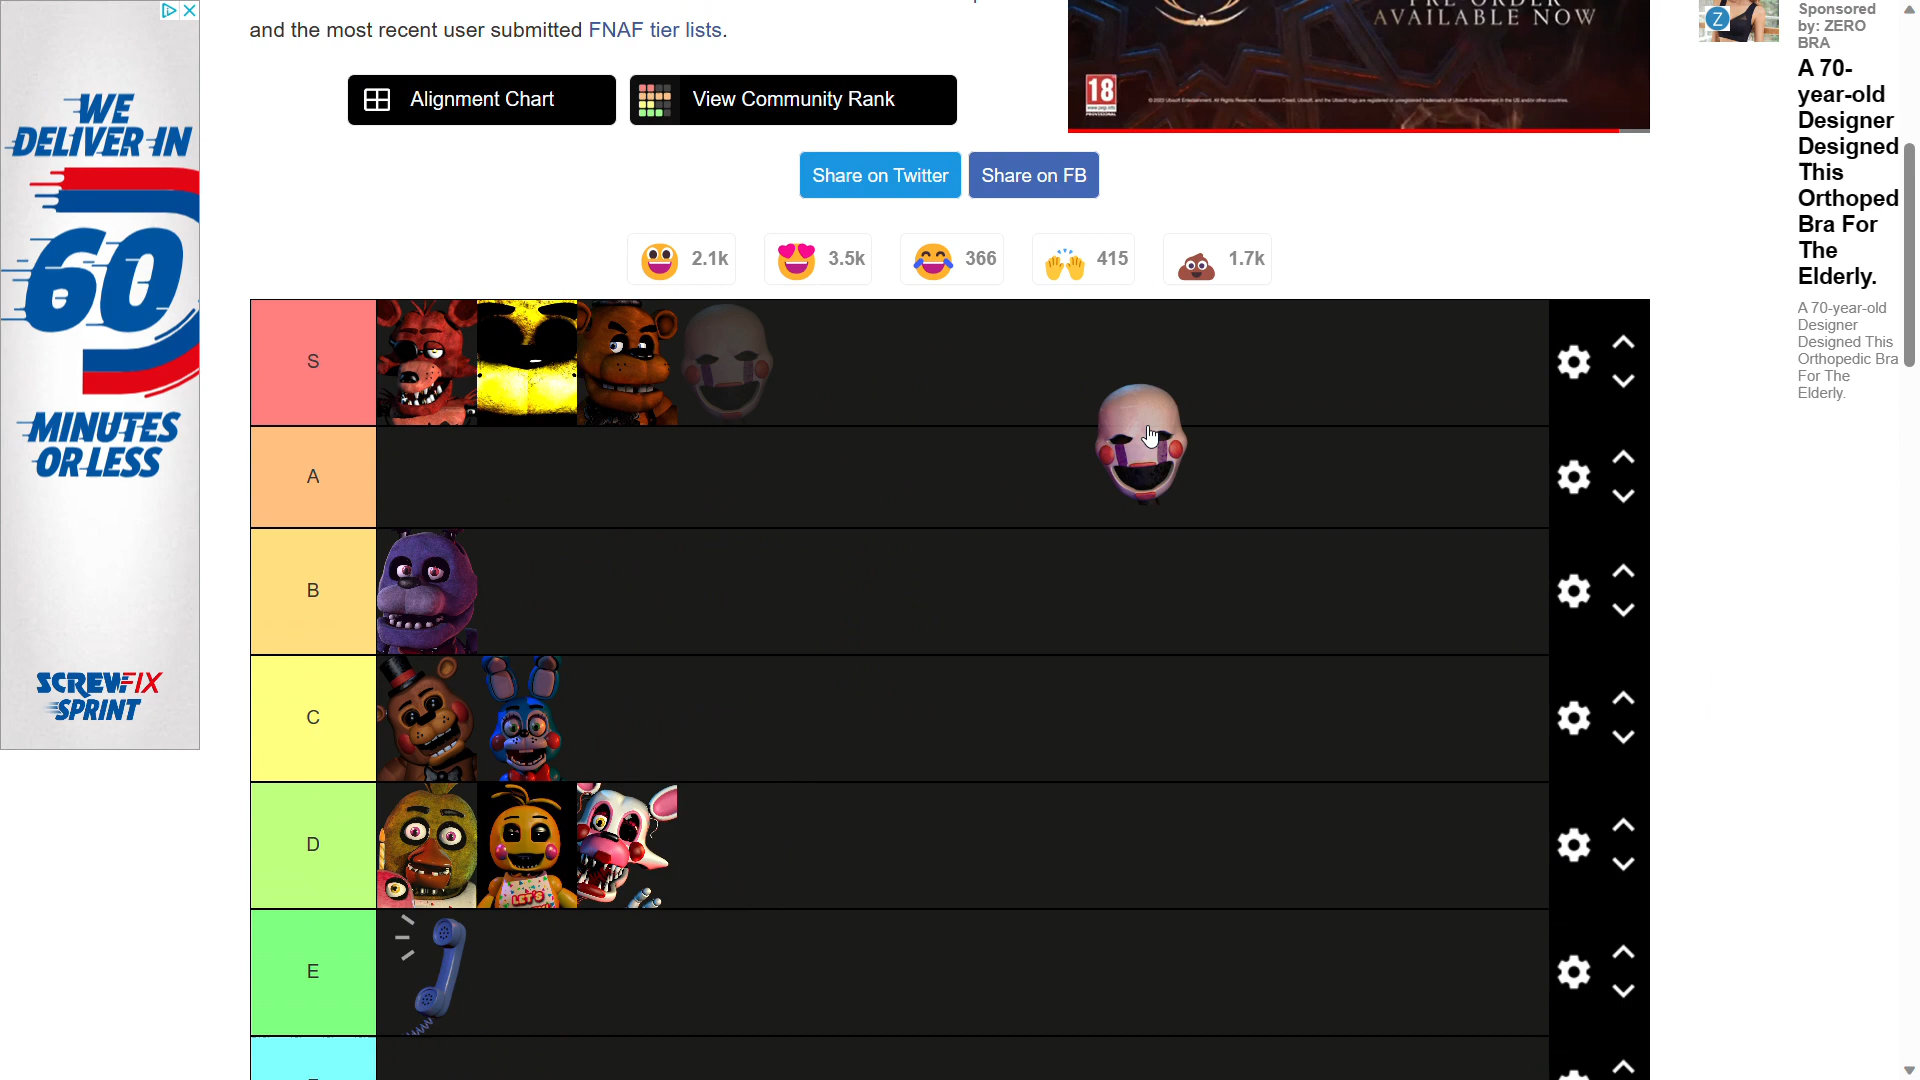 and the most recent user submitted FNAF tier lists.
PRE-ORDER
AVAILABLE NOW
18
Sponsored
by: ZERO
BRA
A 70-
year-old
Designer
Designed
This
Orthoped
Bra For
The
Elderly.
A 70-year-old
Designer
Designed This
Orthopedic Bra
For The
Elderly.
Z
WE
DELIVER IN
60
MINUTES
OR LESS
SCREWFIX
SPRINT
Alignment Chart
View Community Rank
Share on Twitter
Share on FB
2.1k
3.5k
366
415
1.7k
S
A
B
C
D
LET'S
E